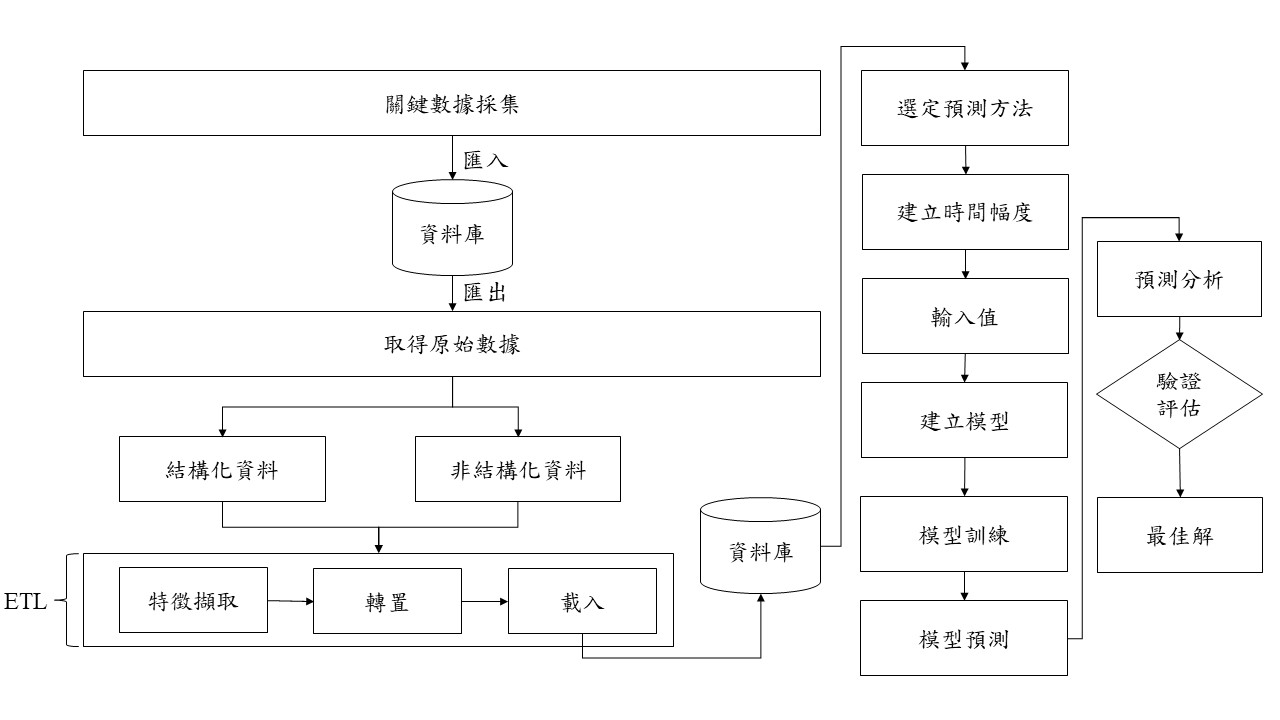 關鍵數據採集
匯入
資料庫
匯出
取得原始數據
結構化資料
非結構化資料
ETL
特徵擷取
轉置
載入
資料庫
選定預測方法
建立時間幅度
輸入值
建立模型
模型訓練
模型預測
預測分析
驗證
評估
最佳解